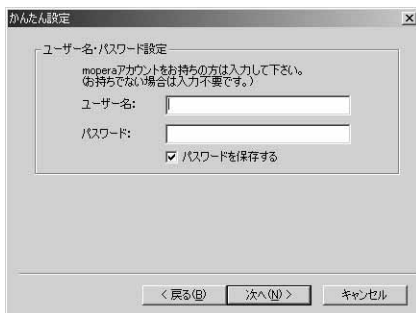 かんたん設定
ユーザー名・パスワード設定
moperaアカウントをお持ちの方は入力して下さい。
(お持ちでない場合は入力不要です。)
ユーザー名:
パスワード:
パスワードを保存する
< 戻る(B)
次へ(N) >
キャンセル